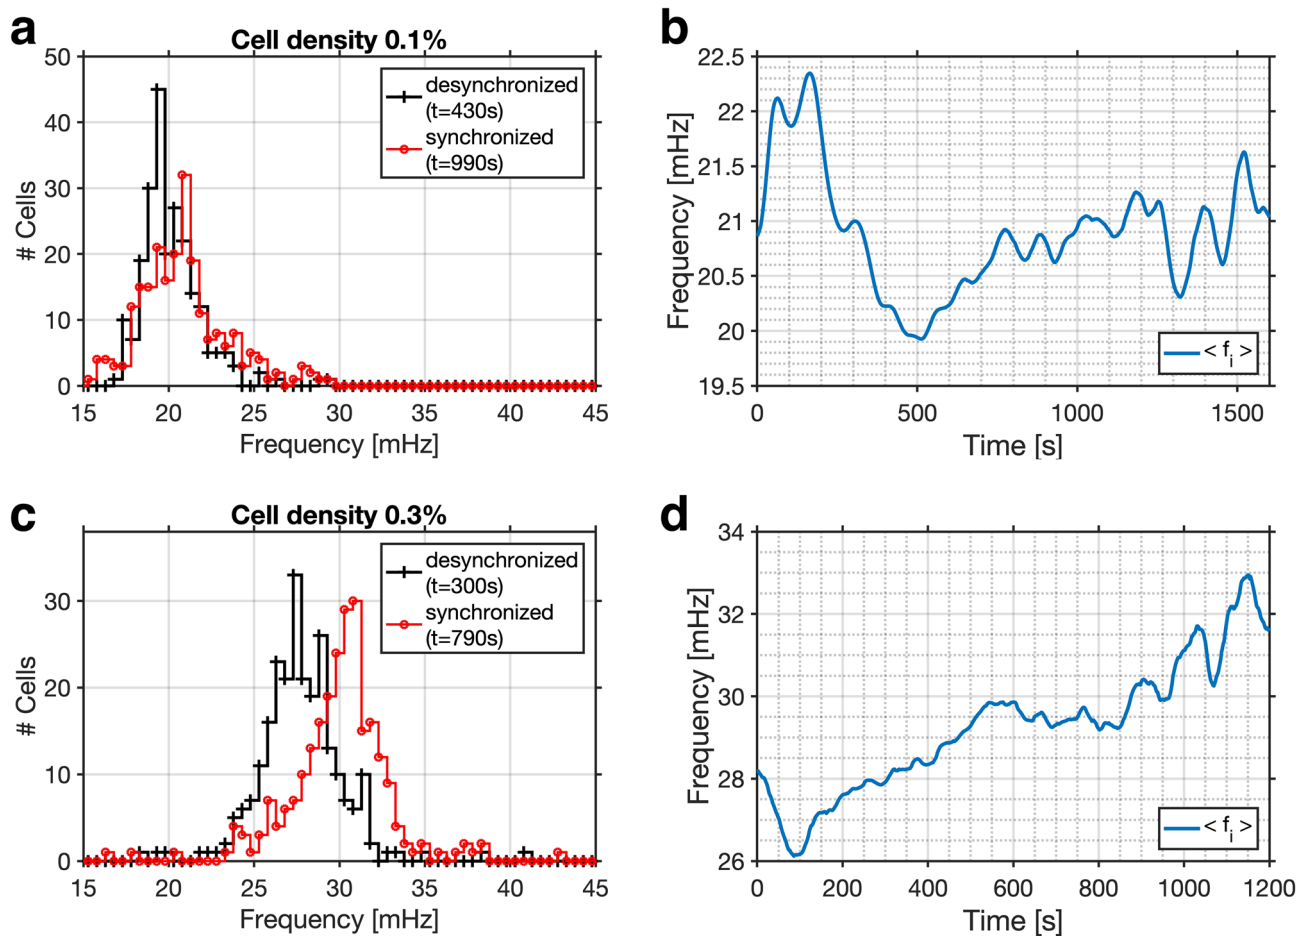 a
Cell density 0.1%
50
40
30
20
10
0
# Cells
desynchronized
(t=430s)
synchronized
(t=990s)
15 20 25 30 35 40 45
Frequency [mHz]
b
22.5
22
21.5
21
20.5
20
19.5
Frequency [mHz]
< f i >
0 500 1000 1500
Time [s]
c
Cell density 0.3%
30
20
10
0
# Cells
desynchronized
(t=300s)
synchronized
(t=790s)
15 20 25 30 35 40 45
Frequency [mHz]
d
34
32
30
28
26
Frequency [mHz]
< f i >
0 200 400 600 800 1000 1200
Time [s]